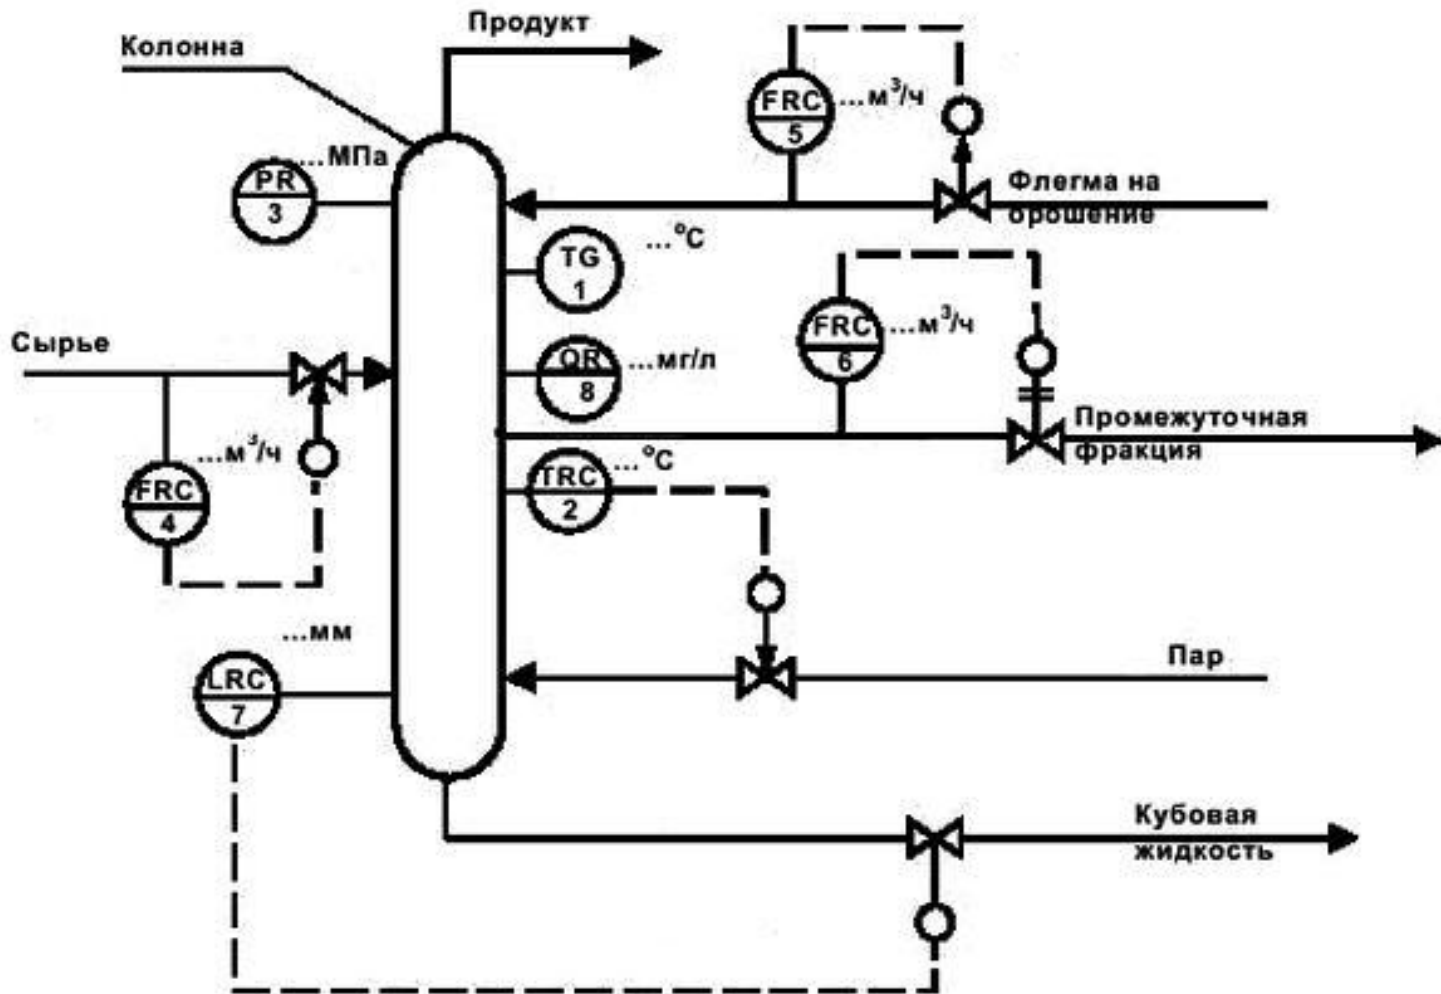 Продукт
Колонна
FRC
5
...м³/ч
...МПа
PR
3
Флегма на
орошение
...°С
TG
1
FRC
6
...м³/ч
Сырье
QR
8
...мг/л
Промежуточная
фракция
...м³/ч
FRC
4
TRC
2
...°С
...мм
LRC
7
Пар
Кубовая
жидкость